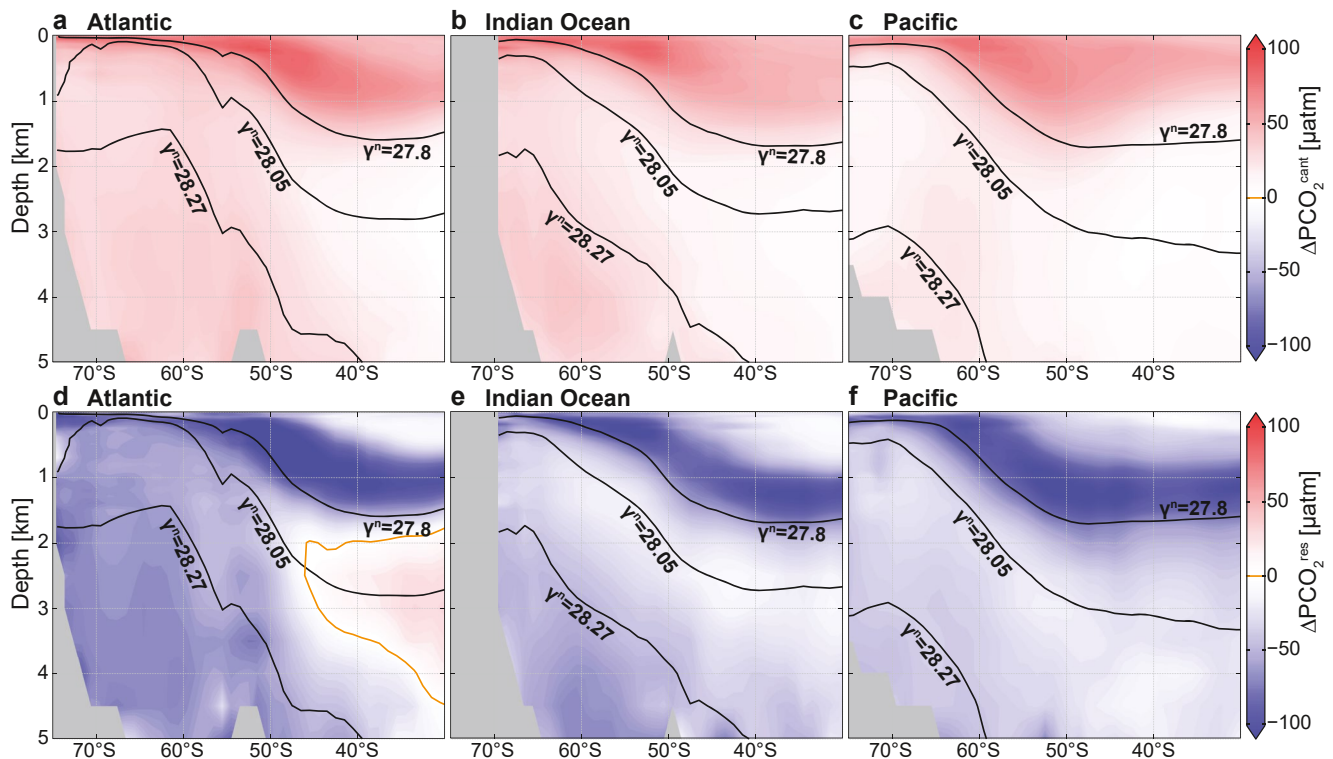 a Atlantic
b Indian Ocean
c Pacific
0
1
2
3
4
5
Depth [km]
γⁿ=27.8
γⁿ=28.05
γⁿ=28.27
70°S
60°S
50°S
40°S
γⁿ=27.8
γⁿ=28.05
γⁿ=28.27
70°S
60°S
50°S
40°S
γⁿ=27.8
γⁿ=28.05
γⁿ=28.27
70°S
60°S
50°S
40°S
100
50
0
−50
−100
ΔPCO₂ᶜᵃⁿᵗ [µatm]
d Atlantic
e Indian Ocean
f Pacific
0
1
2
3
4
5
Depth [km]
γⁿ=27.8
γⁿ=28.05
γⁿ=28.27
70°S
60°S
50°S
40°S
γⁿ=27.8
γⁿ=28.05
γⁿ=28.27
70°S
60°S
50°S
40°S
γⁿ=27.8
γⁿ=28.05
γⁿ=28.27
70°S
60°S
50°S
40°S
100
50
0
−50
−100
ΔPCO₂ʳᵉˢ [µatm]